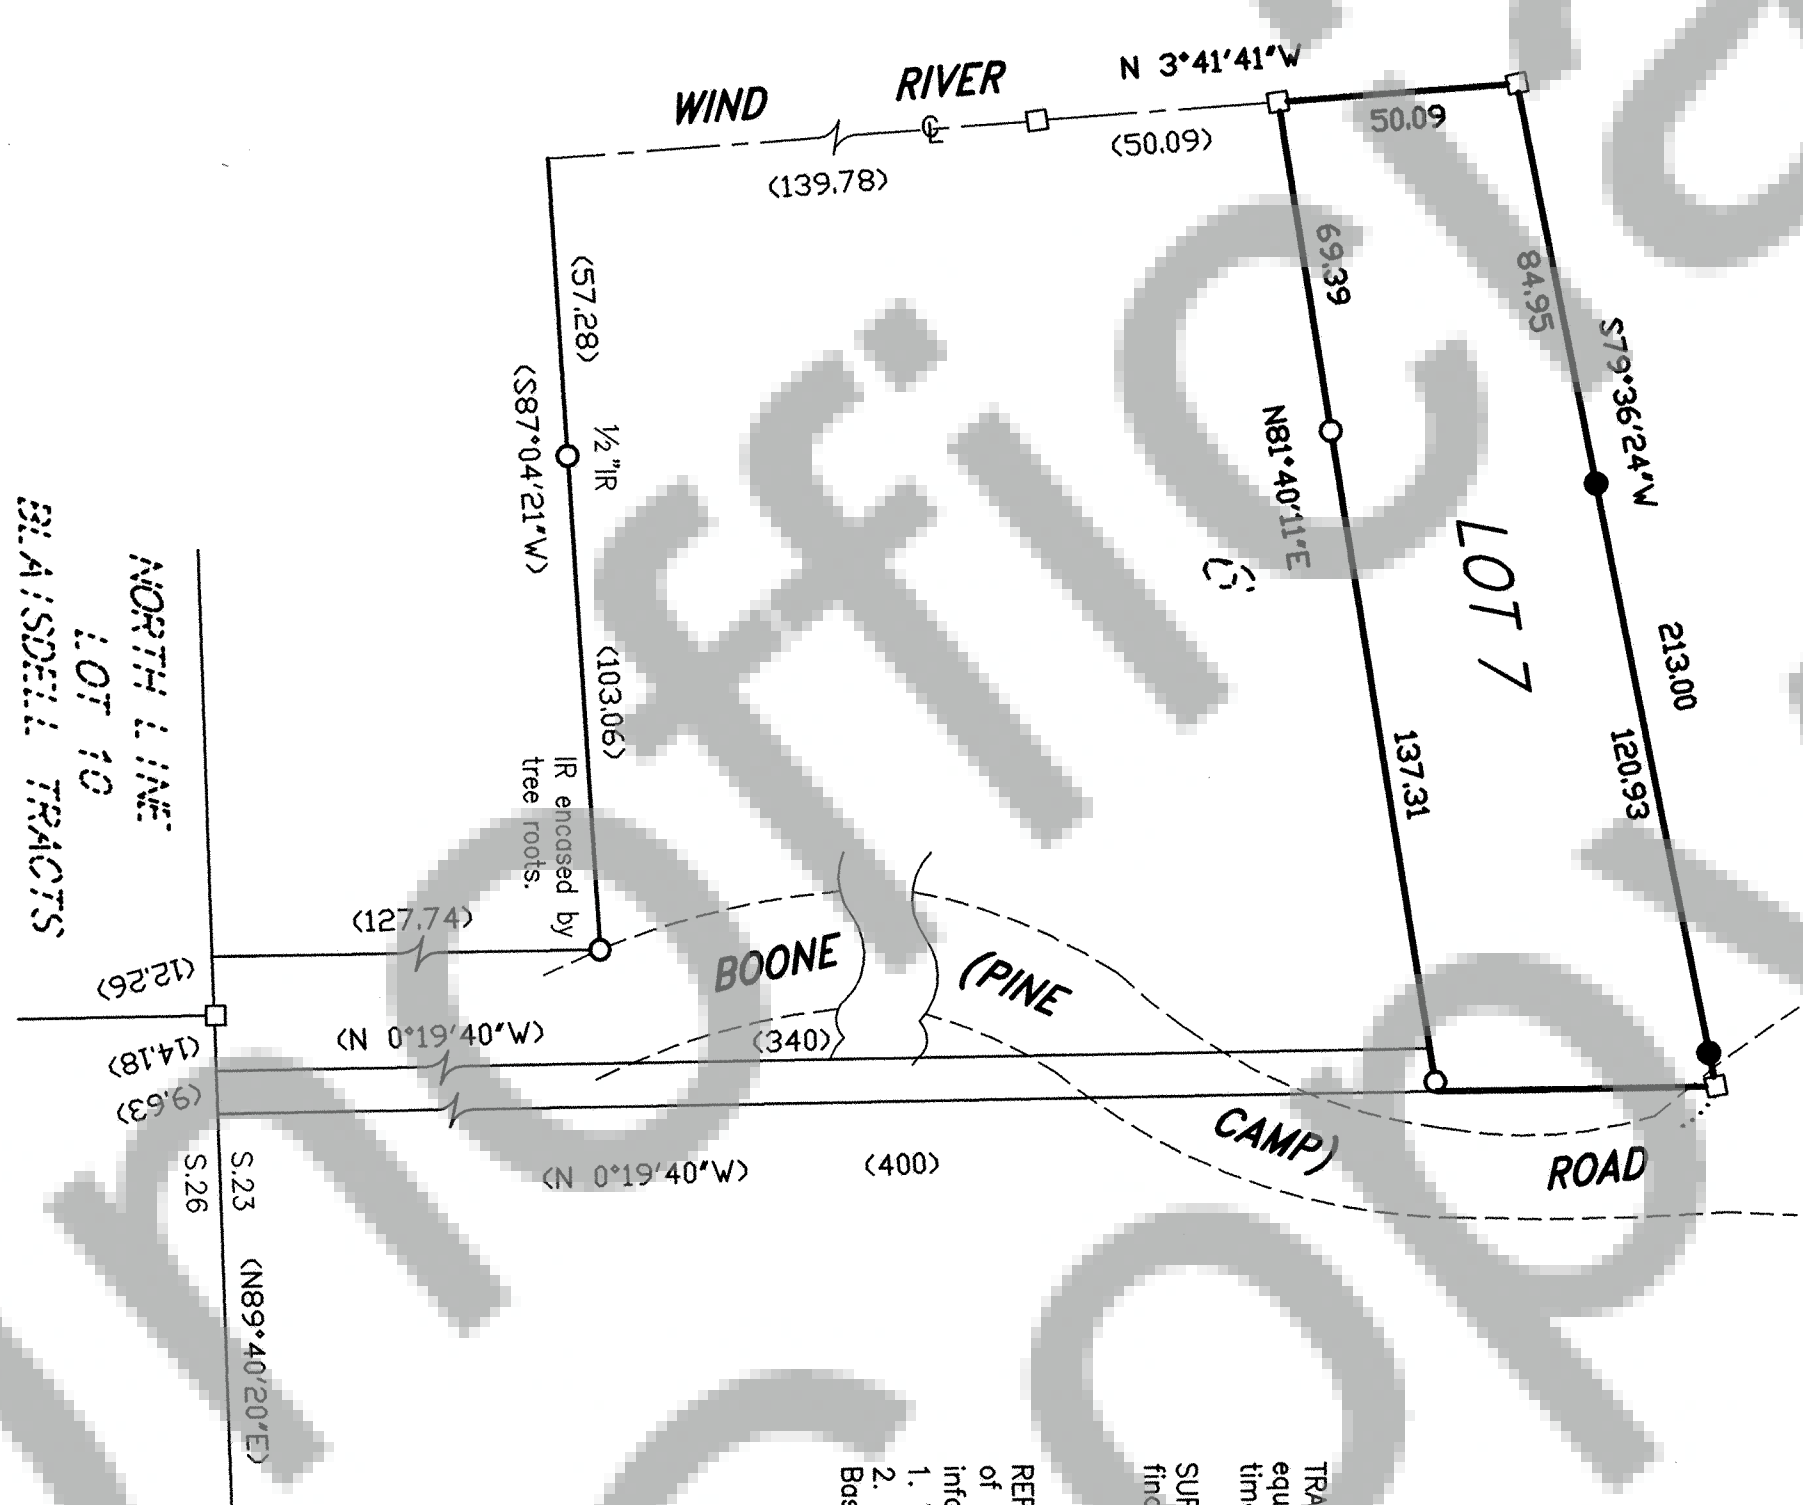 WIND RIVER
N 3°41'41"W
℄
(139.78)
(50.09)
50.09
(57.28)
(S87°04'21"W)
½ "IR
(103.06)
IR encased by
tree roots.
69.39
N81°40'11"E
137.31
LOT 7
84.95
S79°36'24"W
213.00
120.93
NORTH LINE
LOT 10
BLAISDELL TRACTS
(127.74)
(12.26)
(N 0°19'40"W)
(340)
(14.18)
(9.63)
(N 0°19'40"W)
(400)
BOONE (PINE CAMP) ROAD
S.23
S.26
(N89°40'20"E)
of
1.
2.